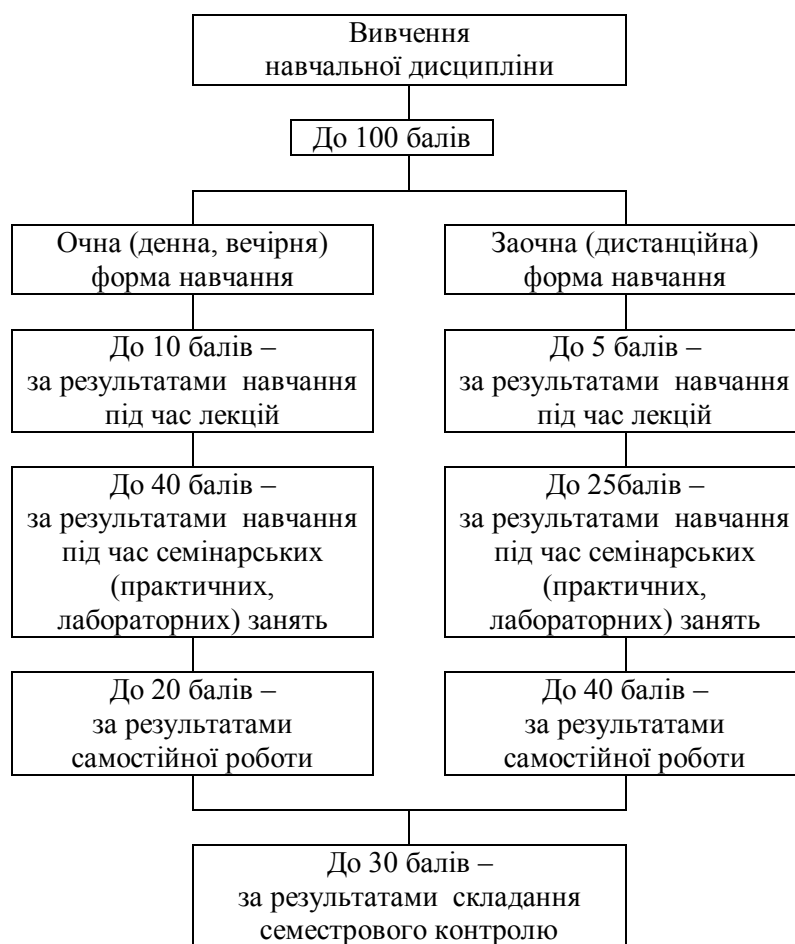 Вивчення
навчальної дисципліни
До 100 балів
Очна (денна, вечірня)
форма навчання
Заочна (дистанційна)
форма навчання
До 10 балів –
за результатами навчання
під час лекцій
До 5 балів –
за результатами навчання
під час лекцій
До 40 балів –
за результатами навчання
під час семінарських
(практичних,
лабораторних) занять
До 25балів –
за результатами навчання
під час семінарських
(практичних,
лабораторних) занять
До 20 балів –
за результатами
самостійної роботи
До 40 балів –
за результатами
самостійної роботи
До 30 балів –
за результатами складання
семестрового контролю